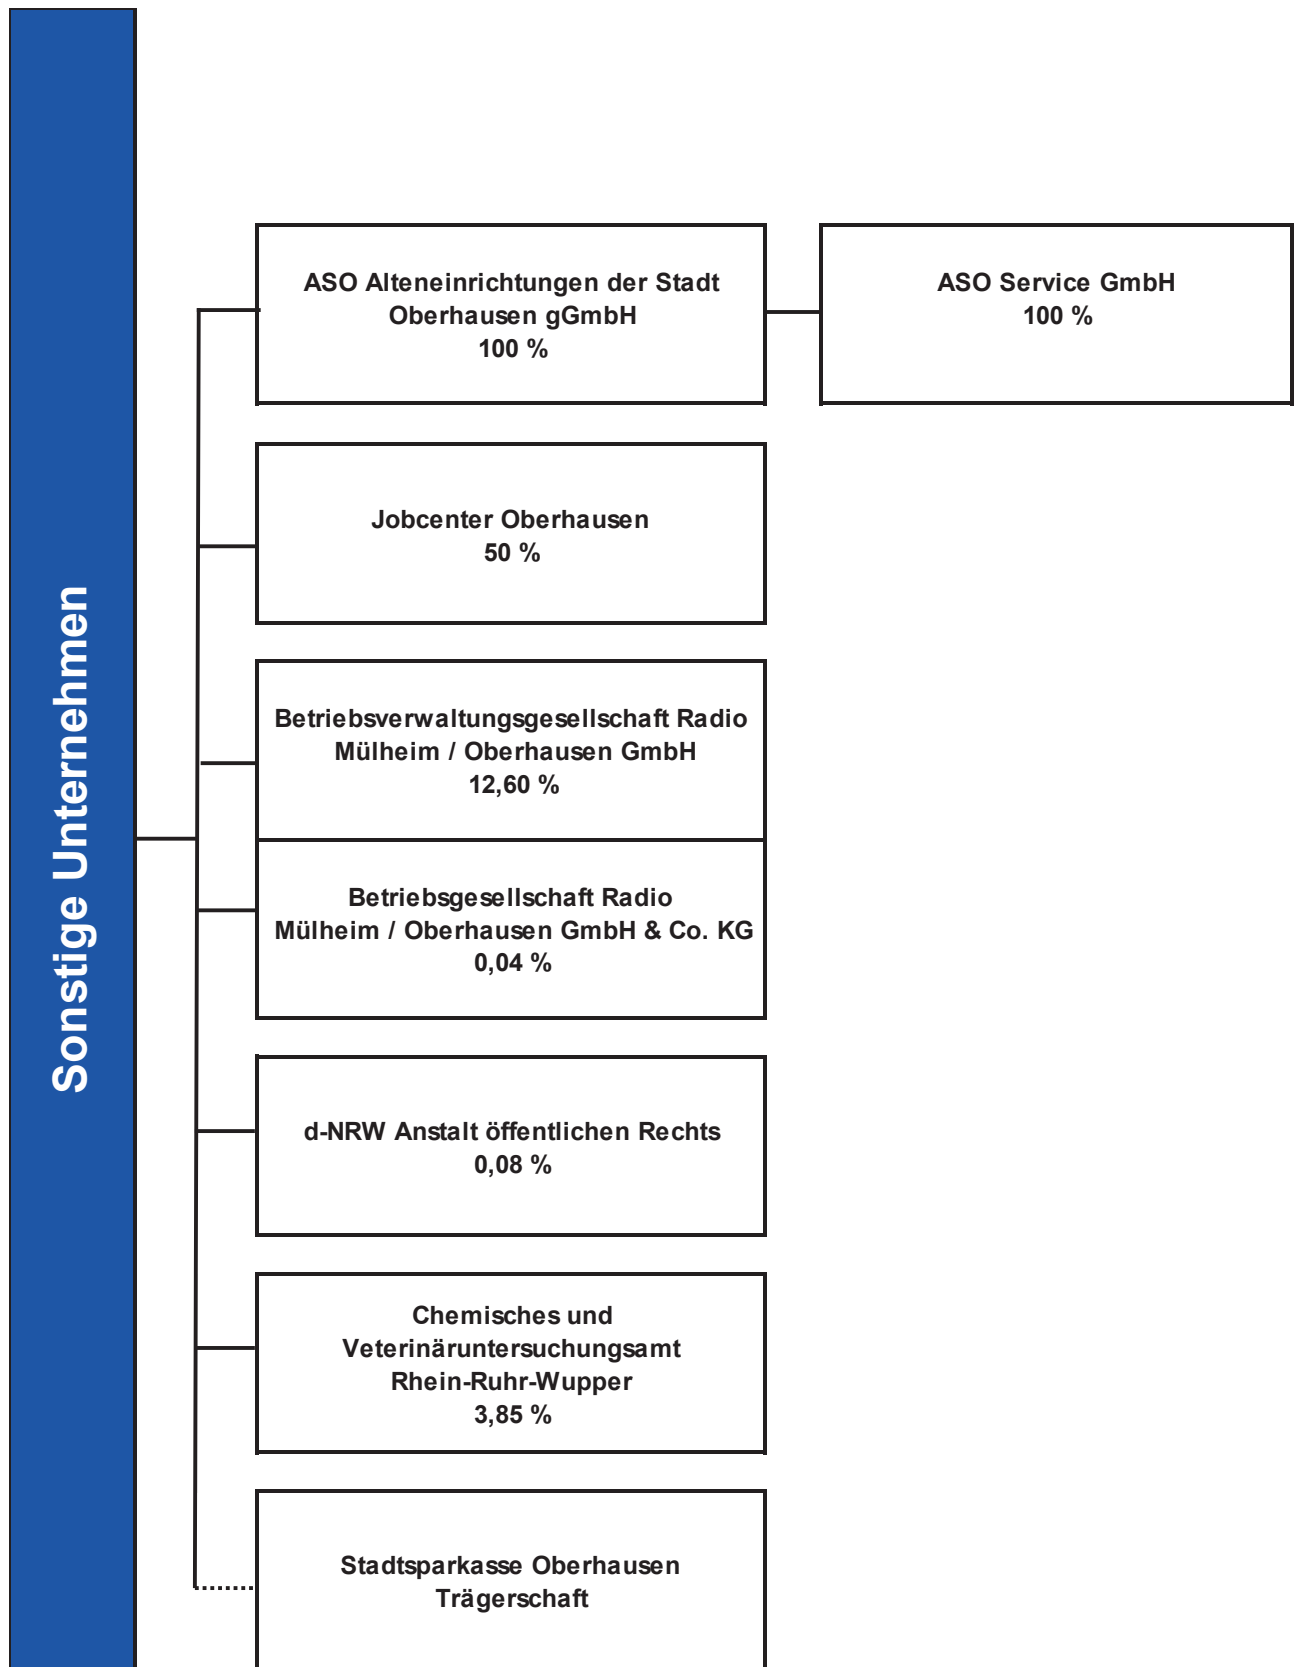 Sonstige Unternehmen
ASO Alteneinrichtungen der Stadt
Oberhausen gGmbH
100 %
ASO Service GmbH
100 %
Jobcenter Oberhausen
50 %
Betriebsverwaltungsgesellschaft Radio
Mülheim / Oberhausen GmbH
12,60 %
Betriebsgesellschaft Radio
Mülheim / Oberhausen GmbH & Co. KG
0,04 %
d-NRW Anstalt öffentlichen Rechts
0,08 %
Chemisches und
Veterinäruntersuchungsamt
Rhein-Ruhr-Wupper
3,85 %
Stadtsparkasse Oberhausen
Trägerschaft